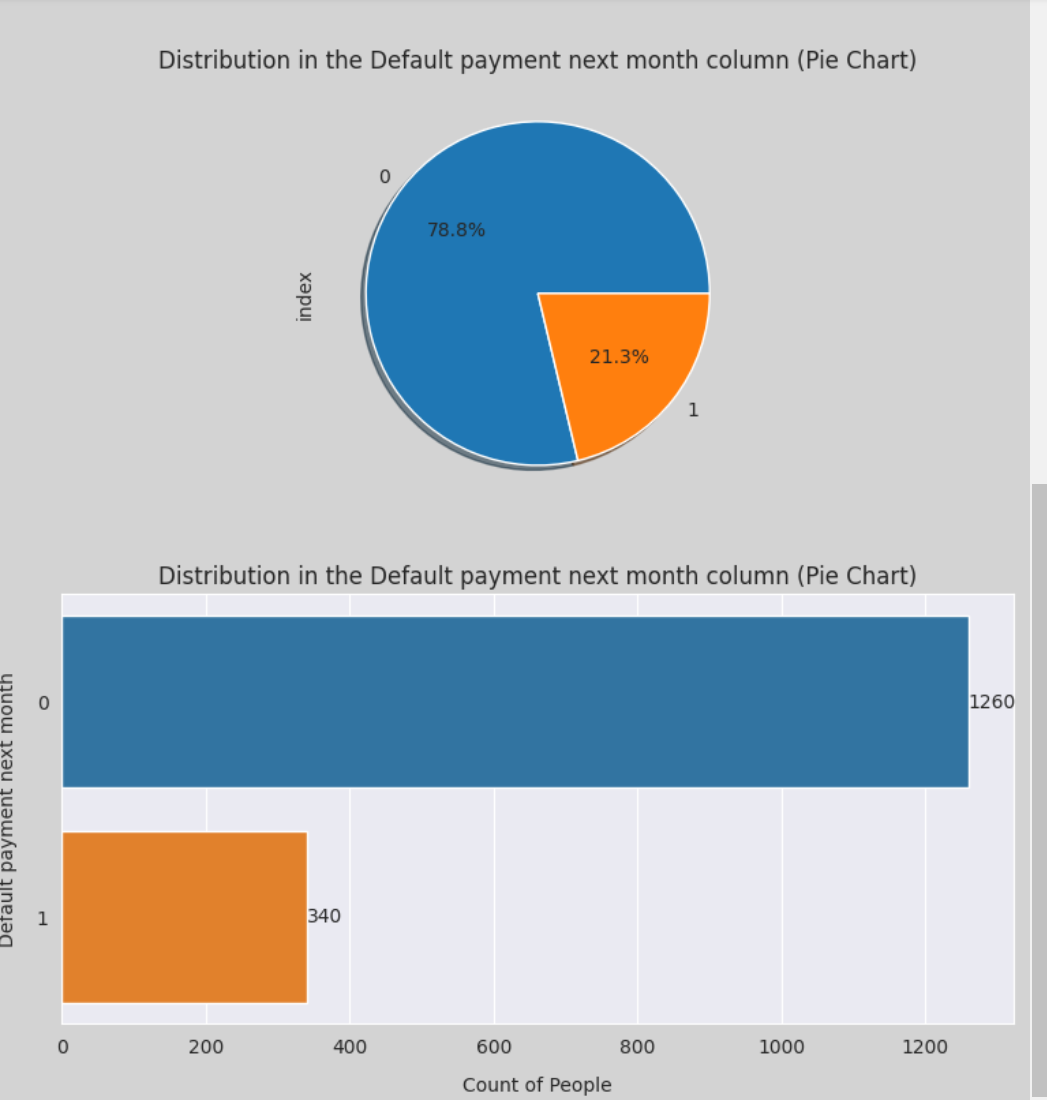 Distribution in the Default payment next month column (Pie Chart)
0
78.8%
index
21.3%
1
Distribution in the Default payment next month column (Pie Chart)
Default payment next month
0
1260
1
340
0 200 400 600 800 1000 1200
Count of People